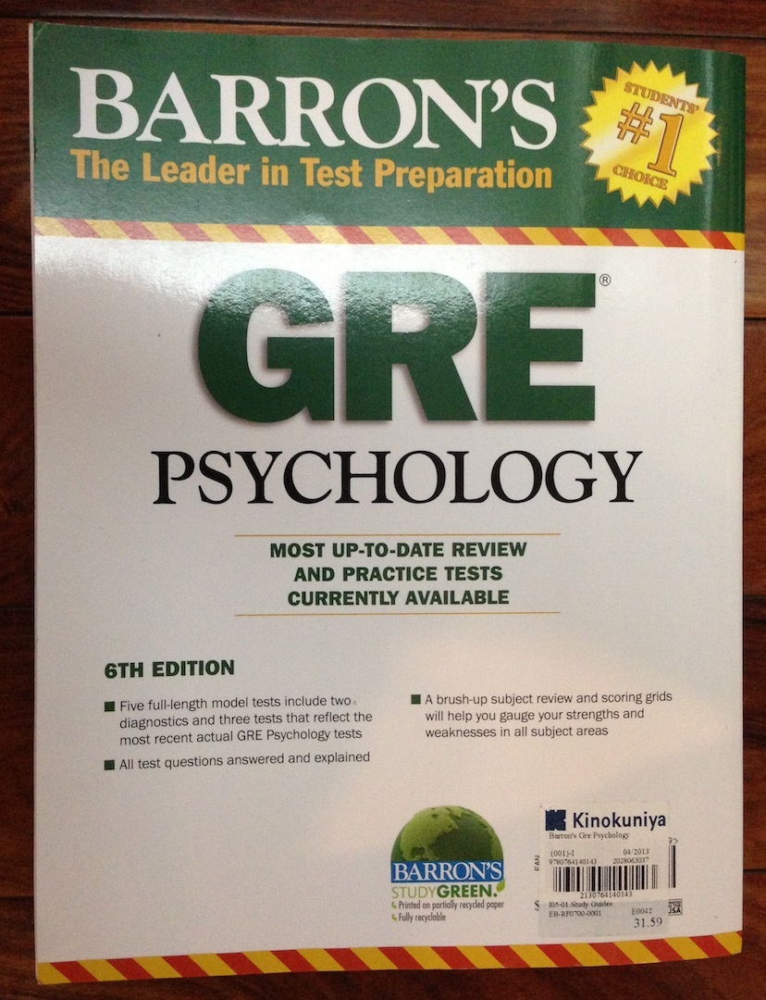 BARRON'S
The Leader in Test Preparation
STUDENTS'
#1
CHOICE
GRE®
PSYCHOLOGY
MOST UP-TO-DATE REVIEW
AND PRACTICE TESTS
CURRENTLY AVAILABLE
6TH EDITION
■ Five full-length model tests include two
diagnostics and three tests that reflect the
most recent actual GRE Psychology tests
■ All test questions answered and explained
■ A brush-up subject review and scoring grids
will help you gauge your strengths and
weaknesses in all subject areas
BARRON'S
STUDYGREEN.
Printed on partially recycled paper
Fully recyclable
Kinokuniya
Barron's Gre Psychology
(001)-I 04/2013
9780764140143 2028063037
2130764140143
I05-01 Study Guides
EB-RF0700-0001 E0042
31.59
EAN
9>
$
USA